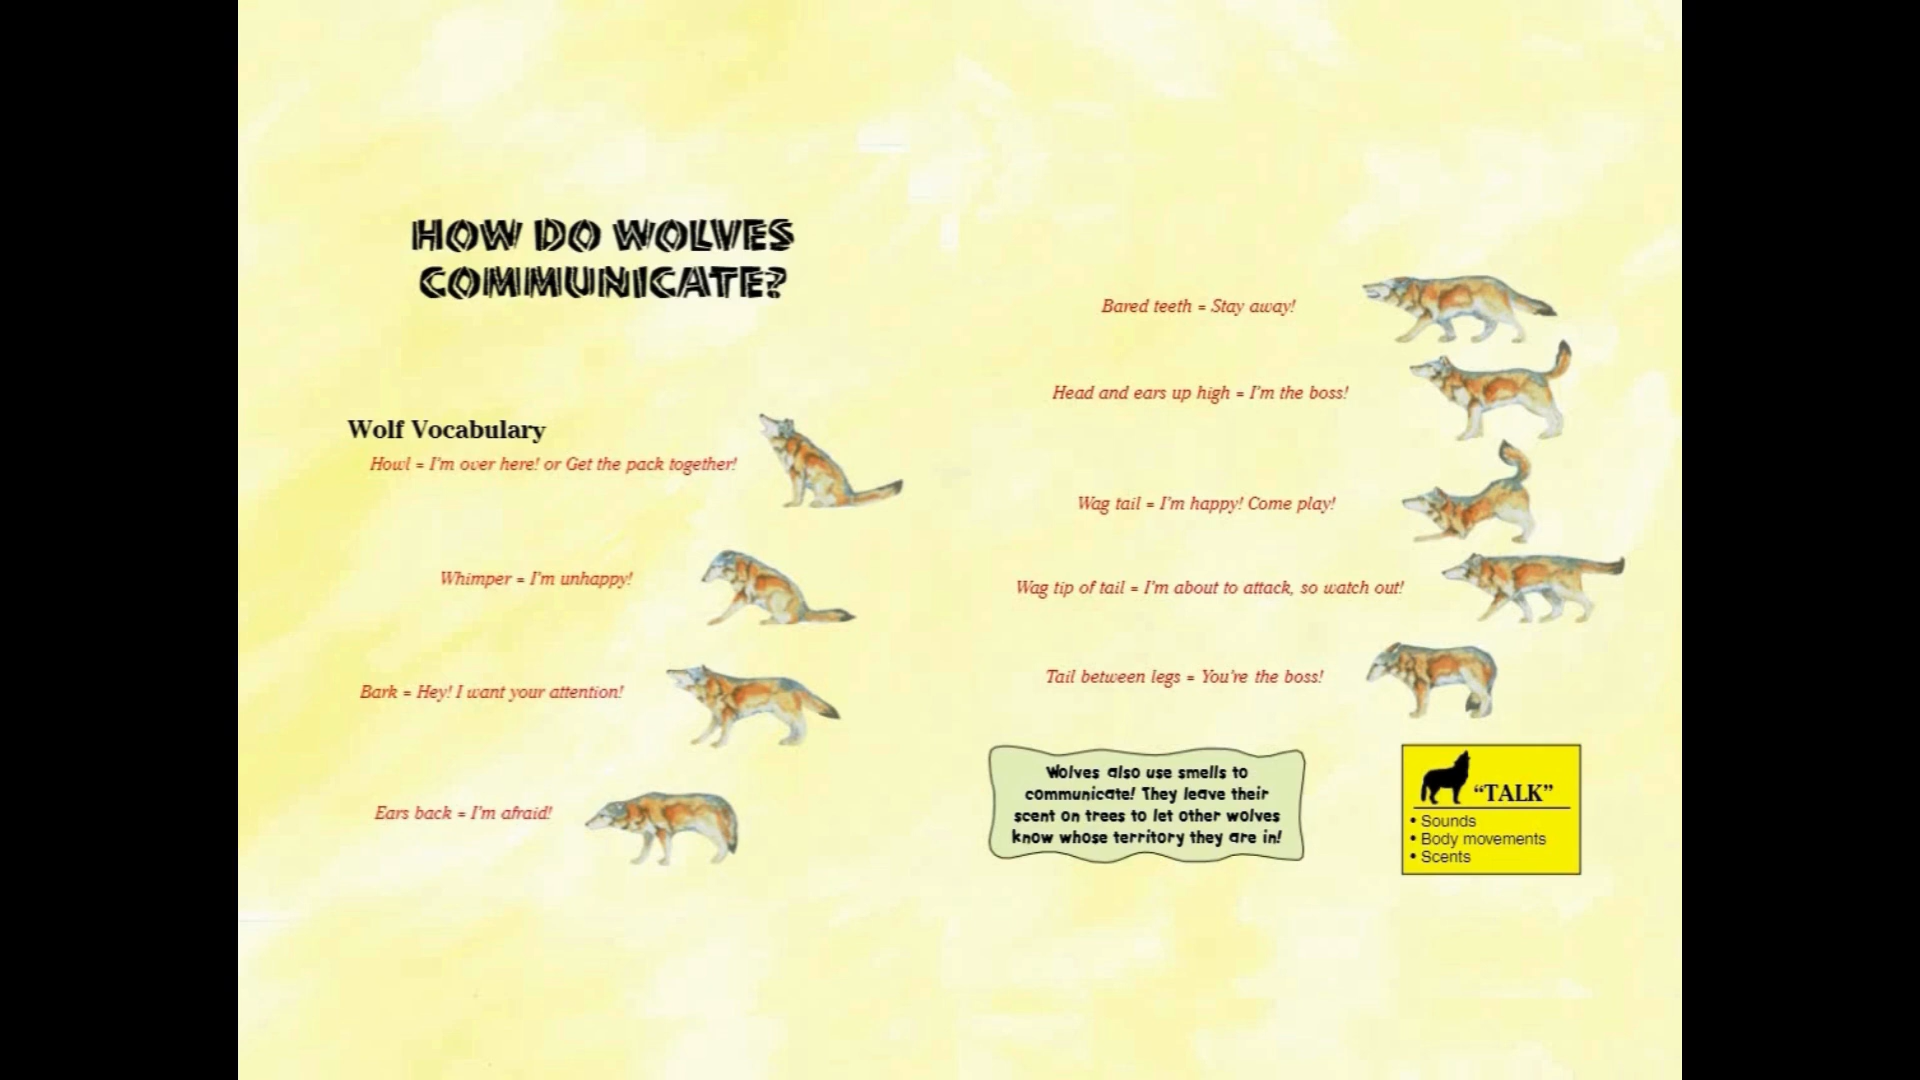 HOW DO WOLVES
COMMUNICATE?
Wolf Vocabulary
Howl = I'm over here! or Get the pack together!
Whimper = I'm unhappy!
Bark = Hey! I want your attention!
Ears back = I'm afraid!
Bared teeth = Stay away!
Head and ears up high = I'm the boss!
Wag tail = I'm happy! Come play!
Wag tip of tail = I'm about to attack, so watch out!
Tail between legs = You're the boss!
Wolves also use smells to
communicate! They leave their
scent on trees to let other wolves
know whose territory they are in!
“TALK”
• Sounds
• Body movements
• Scents